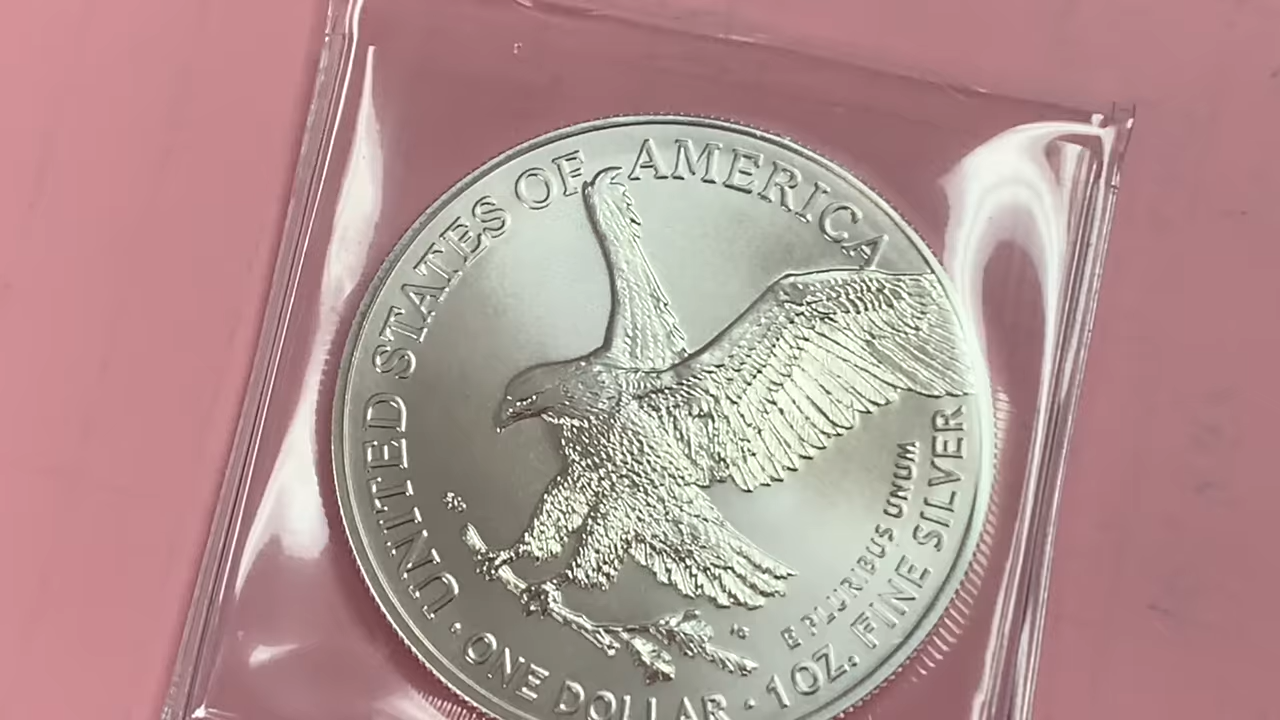 UNITED STATES OF AMERICA
E PLURIBUS UNUM
1 OZ. FINE SILVER
· ONE DOLLAR ·